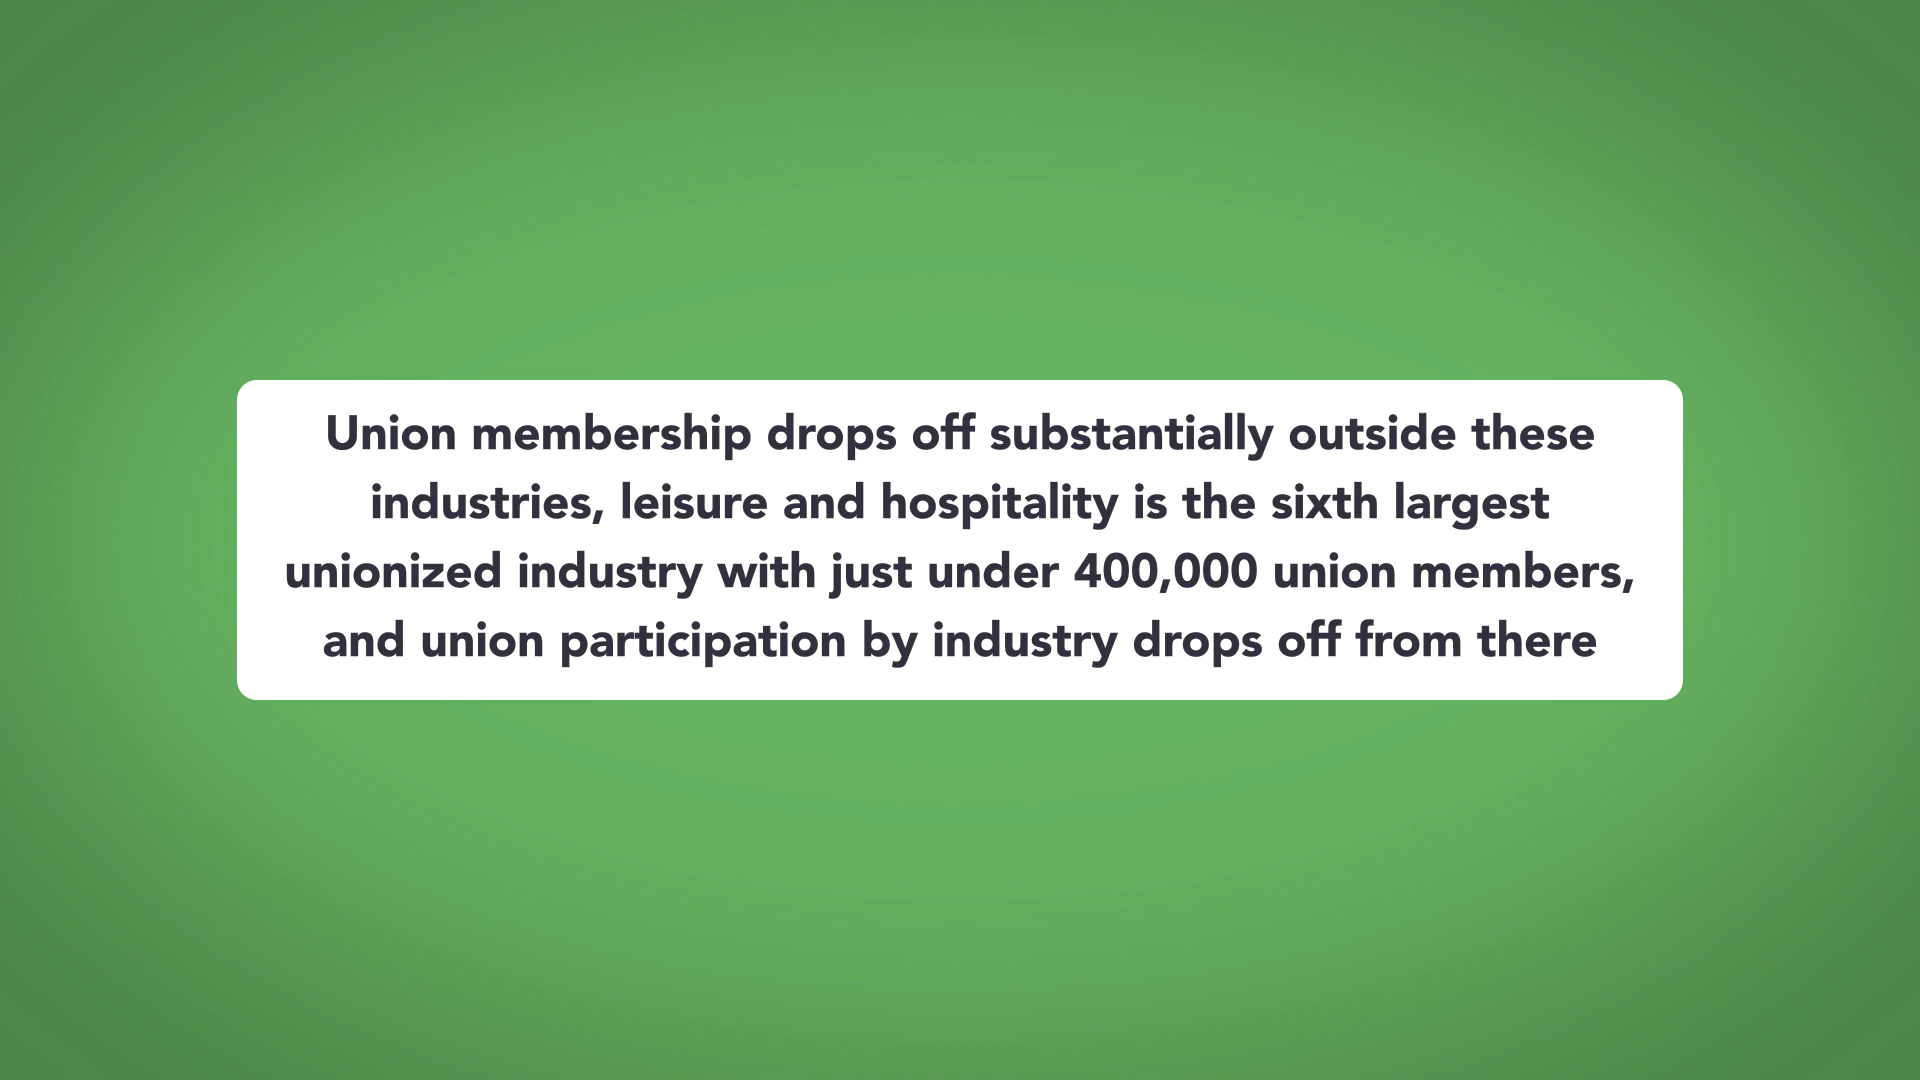 Union membership drops off substantially outside these
industries, leisure and hospitality is the sixth largest
unionized industry with just under 400,000 union members,
and union participation by industry drops off from there